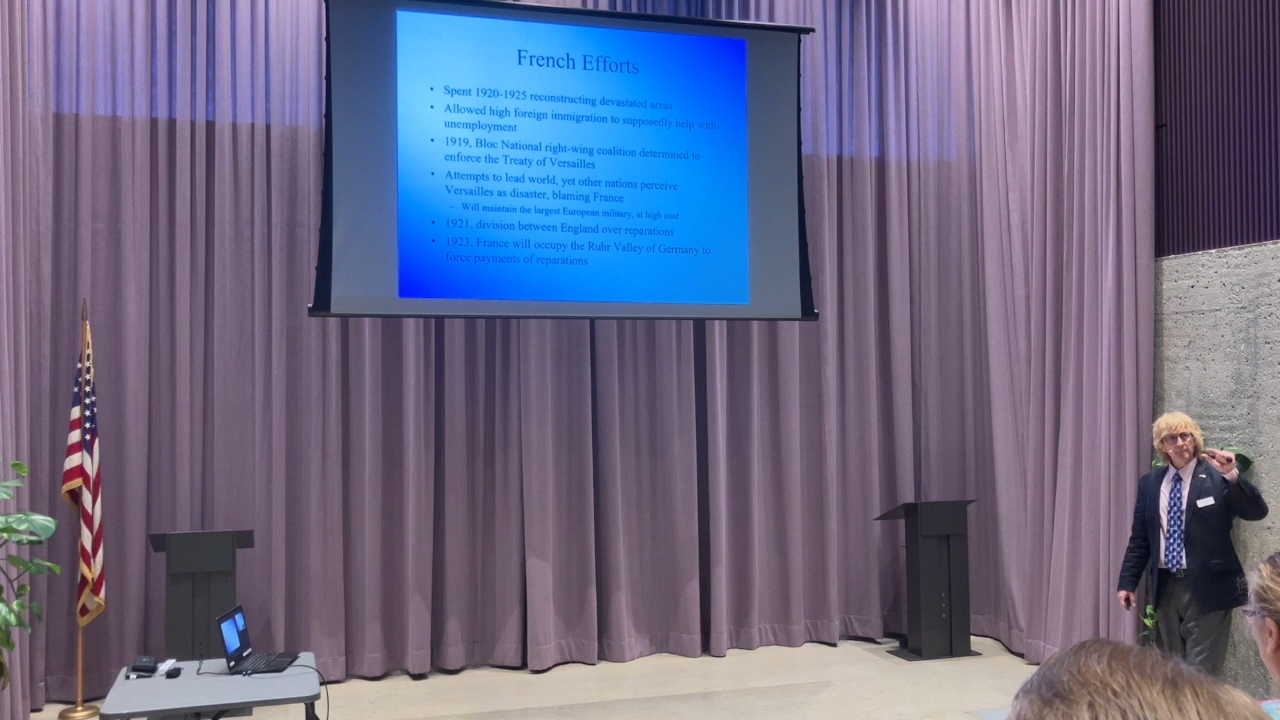 French Efforts
• Spent 1920-1925 reconstructing devastated areas
• Allowed high foreign immigration to supposedly help with
unemployment
• 1919, Bloc National right-wing coalition determined to
enforce the Treaty of Versailles
• Attempts to lead world, yet other nations perceive
Versailles as disaster, blaming France
– Will maintain the largest European military, at high cost
• 1921, division between England over reparations
• 1923, France will occupy the Ruhr Valley of Germany to
force payments of reparations